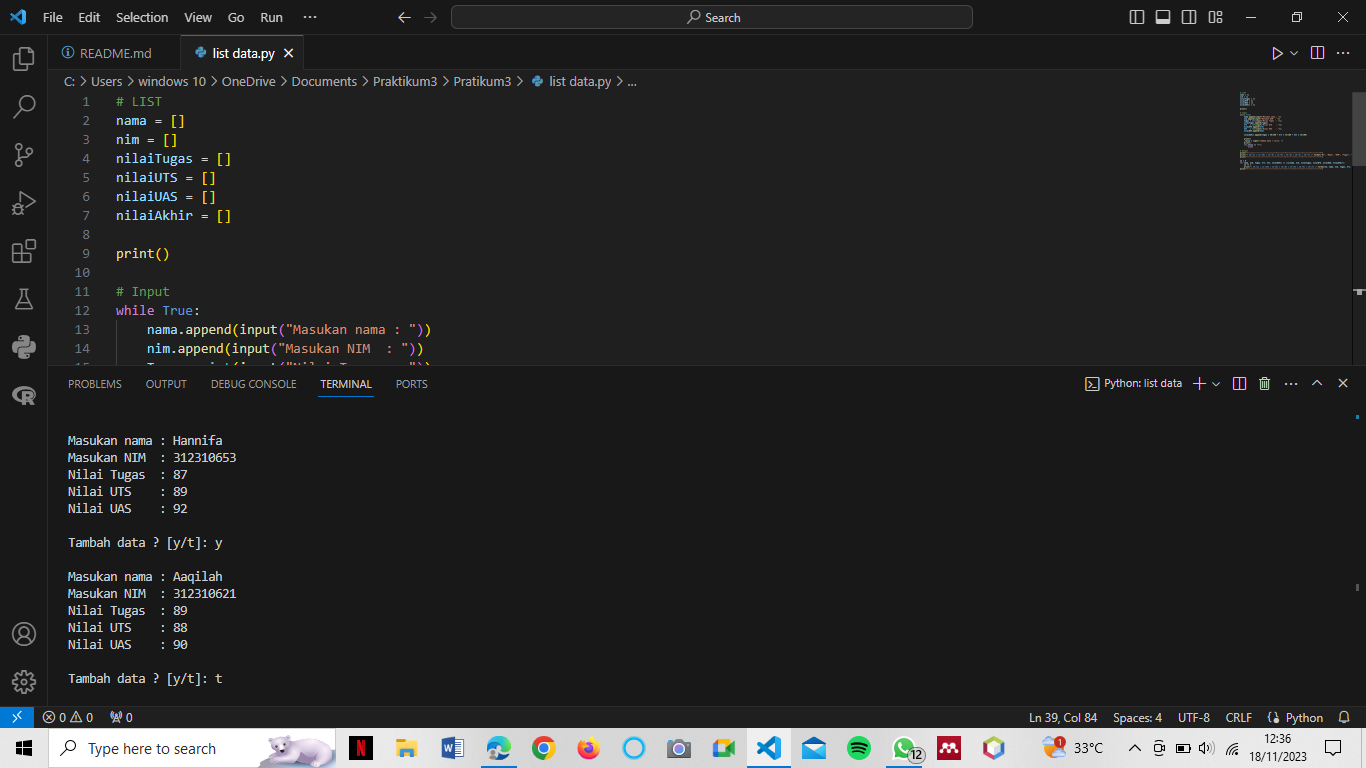 File Edit Selection View Go Run ··· Search
README.md list data.py
C: > Users > windows 10 > OneDrive > Documents > Praktikum3 > Pratikum3 > list data.py > ...
1 # LIST
2 nama = []
3 nim = []
4 nilaiTugas = []
5 nilaiUTS = []
6 nilaiUAS = []
7 nilaiAkhir = []
8
9 print()
10
11 # Input
12 while True:
13 nama.append(input("Masukan nama : "))
14 nim.append(input("Masukan NIM  : "))
PROBLEMS OUTPUT DEBUG CONSOLE TERMINAL PORTS Python: list data
Masukan nama : Hannifa
Masukan NIM  : 312310653
Nilai Tugas  : 87
Nilai UTS    : 89
Nilai UAS    : 92
Tambah data ? [y/t]: y
Masukan nama : Aaqilah
Masukan NIM  : 312310621
Nilai Tugas  : 89
Nilai UTS    : 88
Nilai UAS    : 90
Tambah data ? [y/t]: t
0 0 0 Ln 39, Col 84 Spaces: 4 UTF-8 CRLF Python
Type here to search 12 1 33°C 12:36
18/11/2023